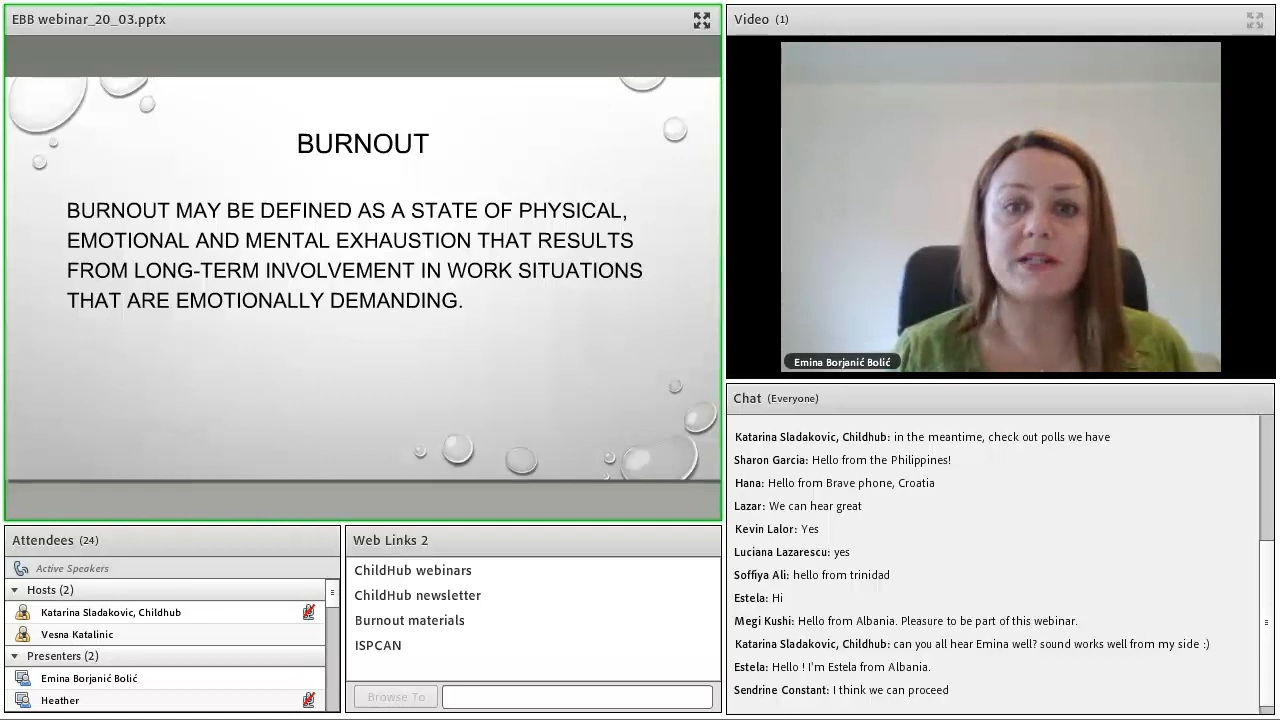 EBB webinar_20_03.pptx
BURNOUT
BURNOUT MAY BE DEFINED AS A STATE OF PHYSICAL,
EMOTIONAL AND MENTAL EXHAUSTION THAT RESULTS
FROM LONG-TERM INVOLVEMENT IN WORK SITUATIONS
THAT ARE EMOTIONALLY DEMANDING.
Video (1)
Emina Borjanić Bolić
Chat (Everyone)
Katarina Sladakovic, Childhub: in the meantime, check out polls we have
Sharon Garcia: Hello from the Philippines!
Hana: Hello from Brave phone, Croatia
Lazar: We can hear great
Kevin Lalor: Yes
Luciana Lazarescu: yes
Soffiya Ali: hello from trinidad
Estela: Hi
Megi Kushi: Hello from Albania. Pleasure to be part of this webinar.
Katarina Sladakovic, Childhub: can you all hear Emina well? sound works well from my side :)
Estela: Hello ! I'm Estela from Albania.
Sendrine Constant: I think we can proceed
Attendees (24)
Active Speakers
Hosts (2)
Katarina Sladakovic, Childhub
Vesna Katalinic
Presenters (2)
Emina Borjanić Bolić
Heather
Web Links 2
ChildHub webinars
ChildHub newsletter
Burnout materials
ISPCAN
Browse To